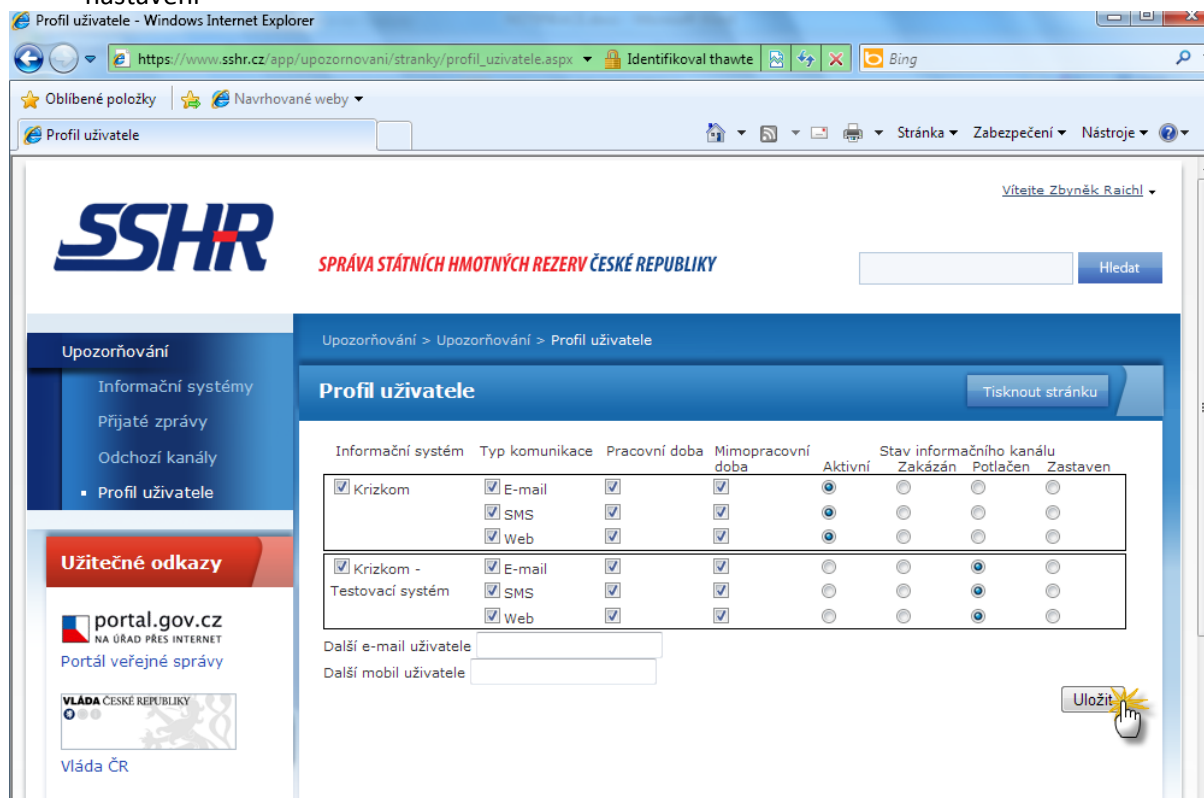 nastavení
Profil uživatele - Windows Internet Explorer
https://www.sshr.cz/app/upozornovani/stranky/profil_uzivatele.aspx Identifikoval thawte Bing
Oblíbené položky Navrhované weby
Profil uživatele Stránka Zabezpečení Nástroje
Vítejte Zbyněk Raichl
SSHR
SPRÁVA STÁTNÍCH HMOTNÝCH REZERV ČESKÉ REPUBLIKY
Hledat
Upozorňování > Upozorňování > Profil uživatele
Upozorňování
Informační systémy
Přijaté zprávy
Odchozí kanály
Profil uživatele
Profil uživatele Tisknout stránku
Informační systém Typ komunikace Pracovní doba Mimopracovní doba Stav informačního kanálu
Aktivní Zakázán Potlačen Zastaven
Krizkom E-mail
SMS
Web
Krizkom - E-mail
Testovací systém SMS
Web
Další e-mail uživatele
Další mobil uživatele
Uložit
Užitečné odkazy
portal.gov.cz
NA ÚŘAD PŘES INTERNET
Portál veřejné správy
VLÁDA ČESKÉ REPUBLIKY
Vláda ČR